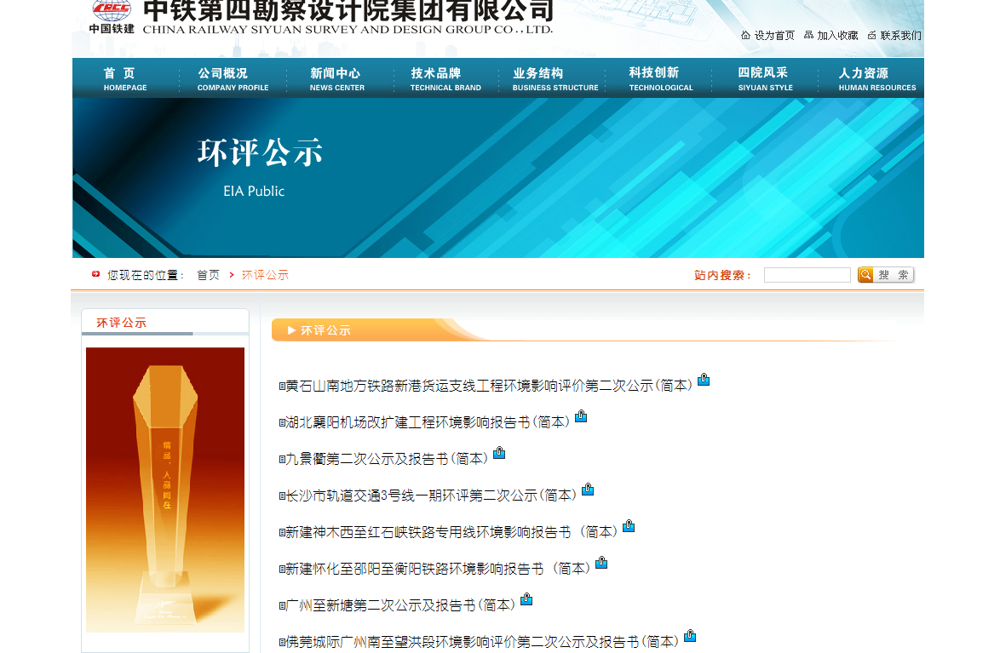 中铁第四勘察设计院集团有限公司
CRCC
中国铁建
CHINA RAILWAY SIYUAN SURVEY AND DESIGN GROUP CO., LTD.
设为首页 加入收藏 联系我们
首 页 公司概况 新闻中心 技术品牌 业务结构 科技创新 四院风采 人力资源
HOMEPAGE COMPANY PROFILE NEWS CENTER TECHNICAL BRAND BUSINESS STRUCTURE TECHNOLOGICAL SIYUAN STYLE HUMAN RESOURCES
环评公示
EIA Public
您现在的位置： 首页 > 环评公示
站内搜索： 搜 索
环评公示
精品，人品同在
环评公示
黄石山南地方铁路新港货运支线工程环境影响评价第二次公示(简本)
湖北襄阳机场改扩建工程环境影响报告书(简本)
九景衢第二次公示及报告书(简本)
长沙市轨道交通3号线一期环评第二次公示(简本)
新建神木西至红石峡铁路专用线环境影响报告书 (简本)
新建怀化至邵阳至衡阳铁路环境影响报告书 (简本)
广州至新塘第二次公示及报告书(简本)
佛莞城际广州南至望洪段环境影响评价第二次公示及报告书(简本)